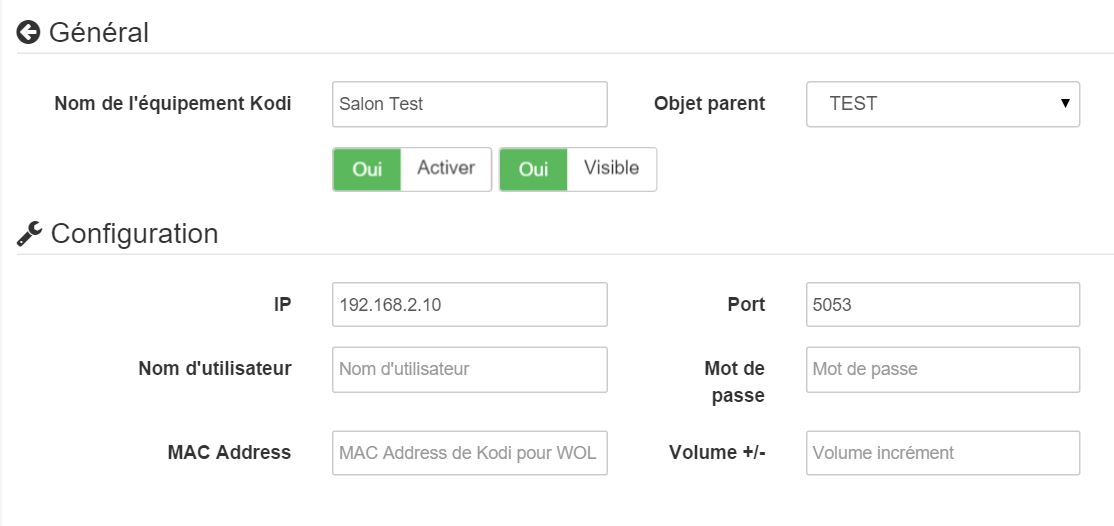 Général
Nom de l'équipement Kodi Salon Test Objet parent TEST
Oui Activer Oui Visible
Configuration
IP 192.168.2.10 Port 5053
Nom d'utilisateur Nom d'utilisateur Mot de passe Mot de passe
MAC Address MAC Address de Kodi pour WOL Volume +/- Volume incrément